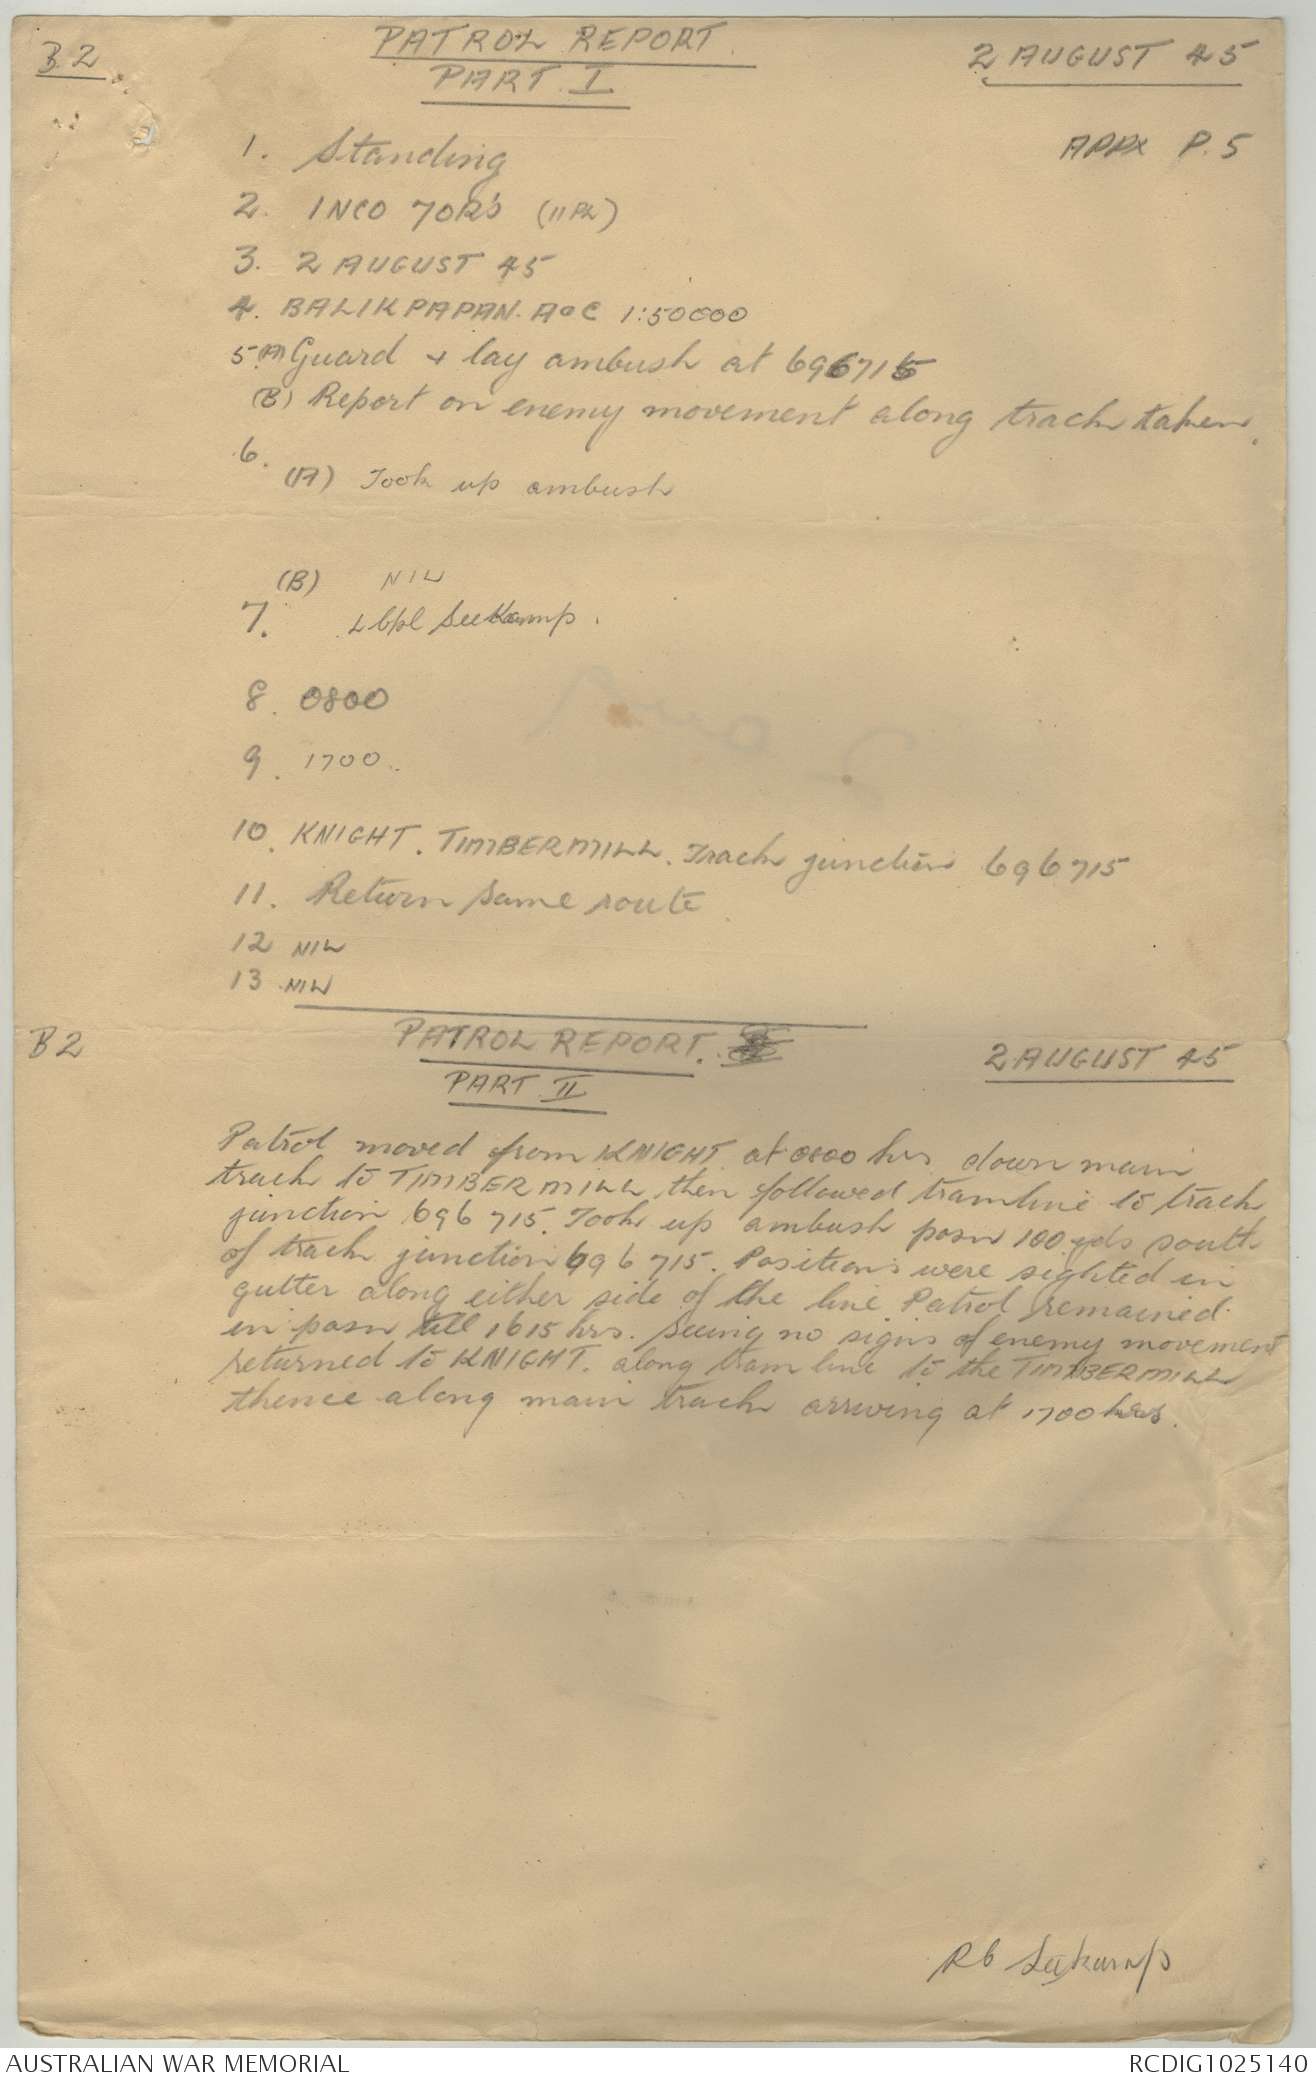 B2
PATROL REPORT.
PART I
2 AUGUST 45
APPX P.5
1. Standing
2. 1NCO 7OR's (11 PL)
3. 2 AUGUST 45
4. BALIKPAPAN. A o C 1:50000
5.(A) Guard + lay ambush at 696715
(B) Report on enemy movement along track taken.
6.
(A) Took up ambush
(B) NIL
7. L Cpl Seekamp.
8. 0800
9. 1700.
10. KNIGHT. TIMBERMILL. Track junction 696715
11. Return same route
12 NIL
13 NIL
B2
PATROL REPORT.
PART II
2 AUGUST 45
Patrol moved from KNIGHT at 0800 hrs down main
track to TIMBERMILL, then followed tramline to track
junction 696 715. Took up ambush posn 100 yds south
of track junction 696 715. Positions were sighted in
gutter along either side of the line. Patrol remained
in posn till 1615 hrs. Seeing no signs of enemy movement
returned to KNIGHT. along tram line to the TIMBERMILL
thence along main track arriving at 1700 hrs.
R C Seekamp
AUSTRALIAN WAR MEMORIAL
RCDIG1025140